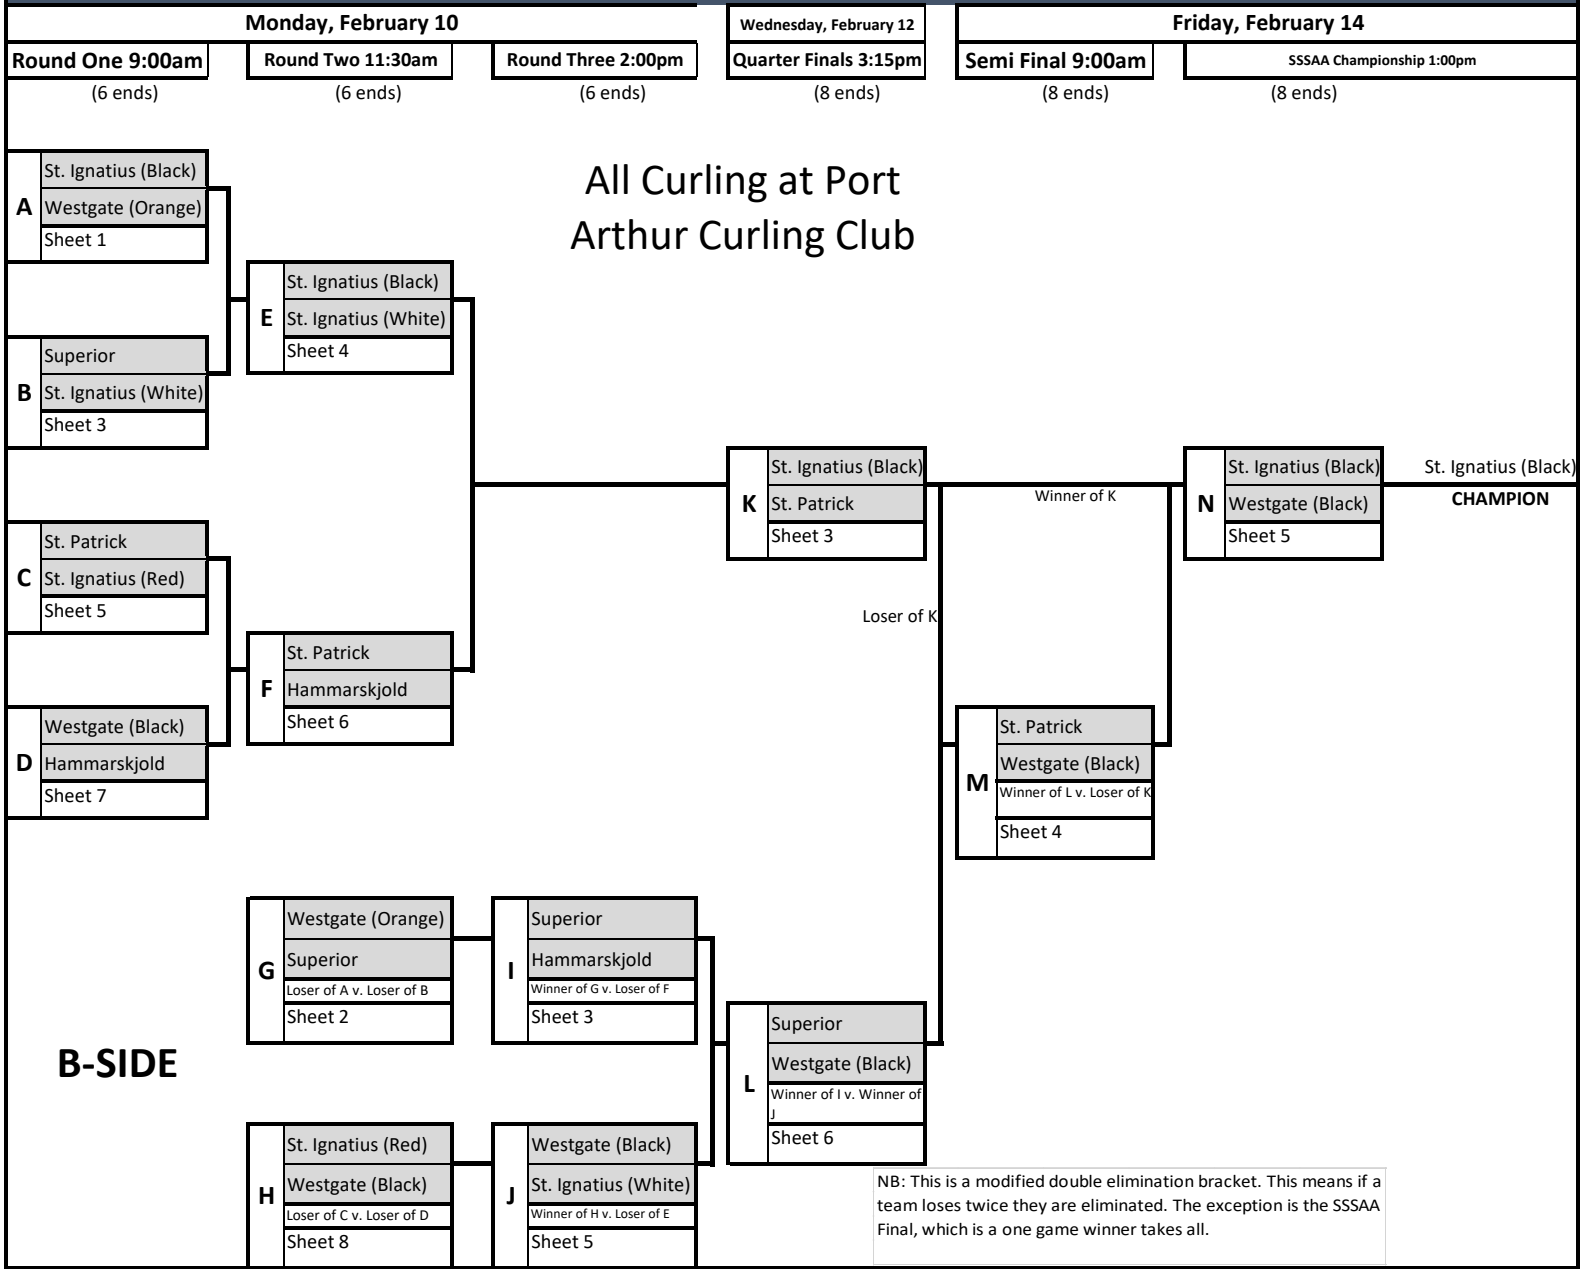 Monday, February 10
Wednesday, February 12
Friday, February 14
Round One 9:00am
Round Two 11:30am
Round Three 2:00pm
Quarter Finals 3:15pm
Semi Final 9:00am
SSSAA Championship 1:00pm
(6 ends)
(6 ends)
(6 ends)
(8 ends)
(8 ends)
(8 ends)
All Curling at Port
Arthur Curling Club
A
St. Ignatius (Black)
Westgate (Orange)
Sheet 1
B
Superior
St. Ignatius (White)
Sheet 3
C
St. Patrick
St. Ignatius (Red)
Sheet 5
D
Westgate (Black)
Hammarskjold
Sheet 7
E
St. Ignatius (Black)
St. Ignatius (White)
Sheet 4
F
St. Patrick
Hammarskjold
Sheet 6
K
St. Ignatius (Black)
St. Patrick
Sheet 3
Winner of K
Loser of K
N
St. Ignatius (Black)
Westgate (Black)
Sheet 5
St. Ignatius (Black)
CHAMPION
M
St. Patrick
Westgate (Black)
Winner of L v. Loser of K
Sheet 4
B-SIDE
G
Westgate (Orange)
Superior
Loser of A v. Loser of B
Sheet 2
H
St. Ignatius (Red)
Westgate (Black)
Loser of C v. Loser of D
Sheet 8
I
Superior
Hammarskjold
Winner of G v. Loser of F
Sheet 3
J
Westgate (Black)
St. Ignatius (White)
Winner of H v. Loser of E
Sheet 5
L
Superior
Westgate (Black)
Winner of I v. Winner of
J
Sheet 6
NB: This is a modified double elimination bracket. This means if a
team loses twice they are eliminated. The exception is the SSSAA
Final, which is a one game winner takes all.